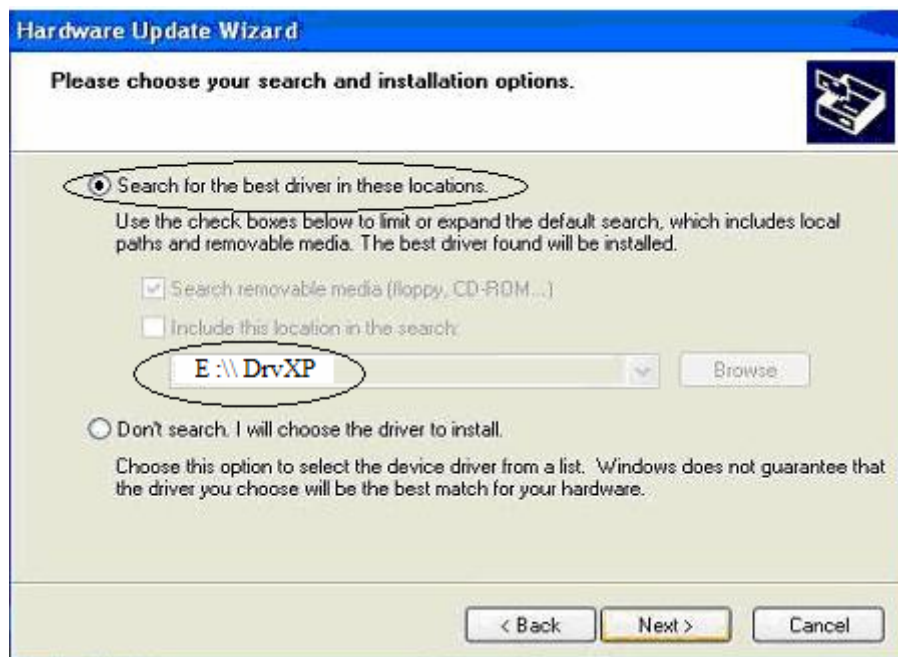 Hardware Update Wizard
Please choose your search and installation options.
Search for the best driver in these locations.
Use the check boxes below to limit or expand the default search, which includes local
paths and removable media. The best driver found will be installed.
Search removable media (floppy, CD-ROM...)
Include this location in the search:
E :\\ DrvXP
Browse
Don't search. I will choose the driver to install.
Choose this option to select the device driver from a list. Windows does not guarantee that
the driver you choose will be the best match for your hardware.
< Back Next > Cancel